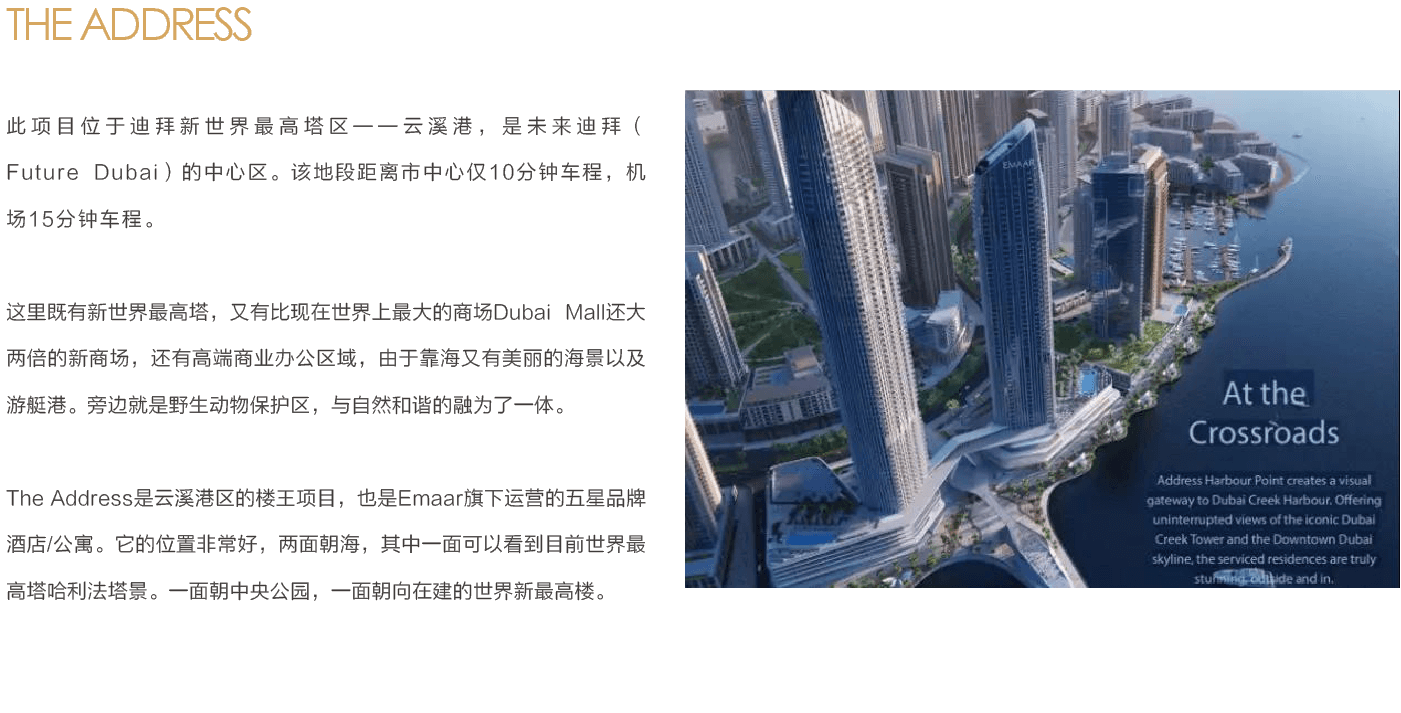 THE ADDRESS
此项目位于迪拜新世界最高塔区——云溪港，是未来迪拜（
Future Dubai）的中心区。该地段距离市中心仅10分钟车程，机
场15分钟车程。
这里既有新世界最高塔，又有比现在世界上最大的商场Dubai Mall还大
两倍的新商场，还有高端商业办公区域，由于靠海又有美丽的海景以及
游艇港。旁边就是野生动物保护区，与自然和谐的融为了一体。
The Address是云溪港区的楼王项目，也是Emaar旗下运营的五星品牌
酒店/公寓。它的位置非常好，两面朝海，其中一面可以看到目前世界最
高塔哈利法塔景。一面朝中央公园，一面朝向在建的世界新最高楼。
EMAAR
At the
Crossroads
Address Harbour Point creates a visual
gateway to Dubai Creek Harbour. Offering
uninterrupted views of the iconic Dubai
Creek Tower and the Downtown Dubai
skyline, the serviced residences are truly
stunning, outside and in.